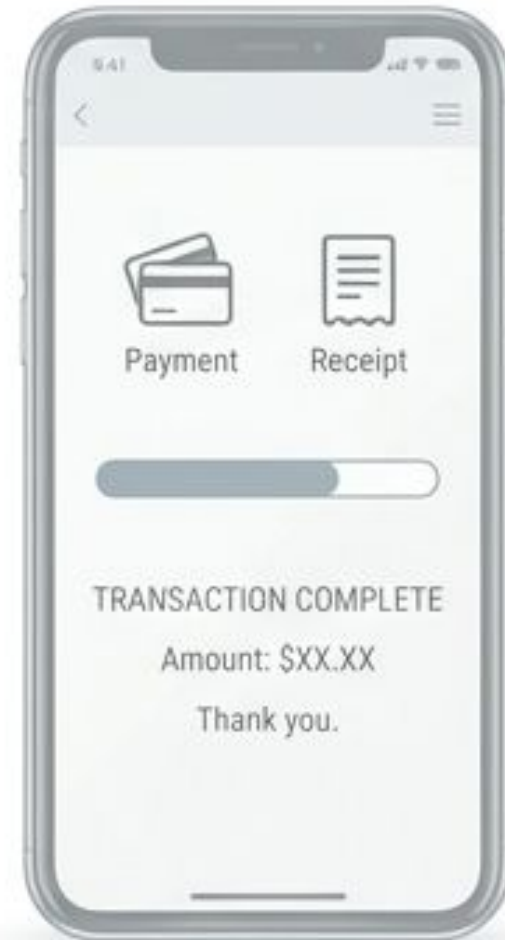 9:41
Payment Receipt
TRANSACTION COMPLETE
Amount: $XX.XX
Thank you.